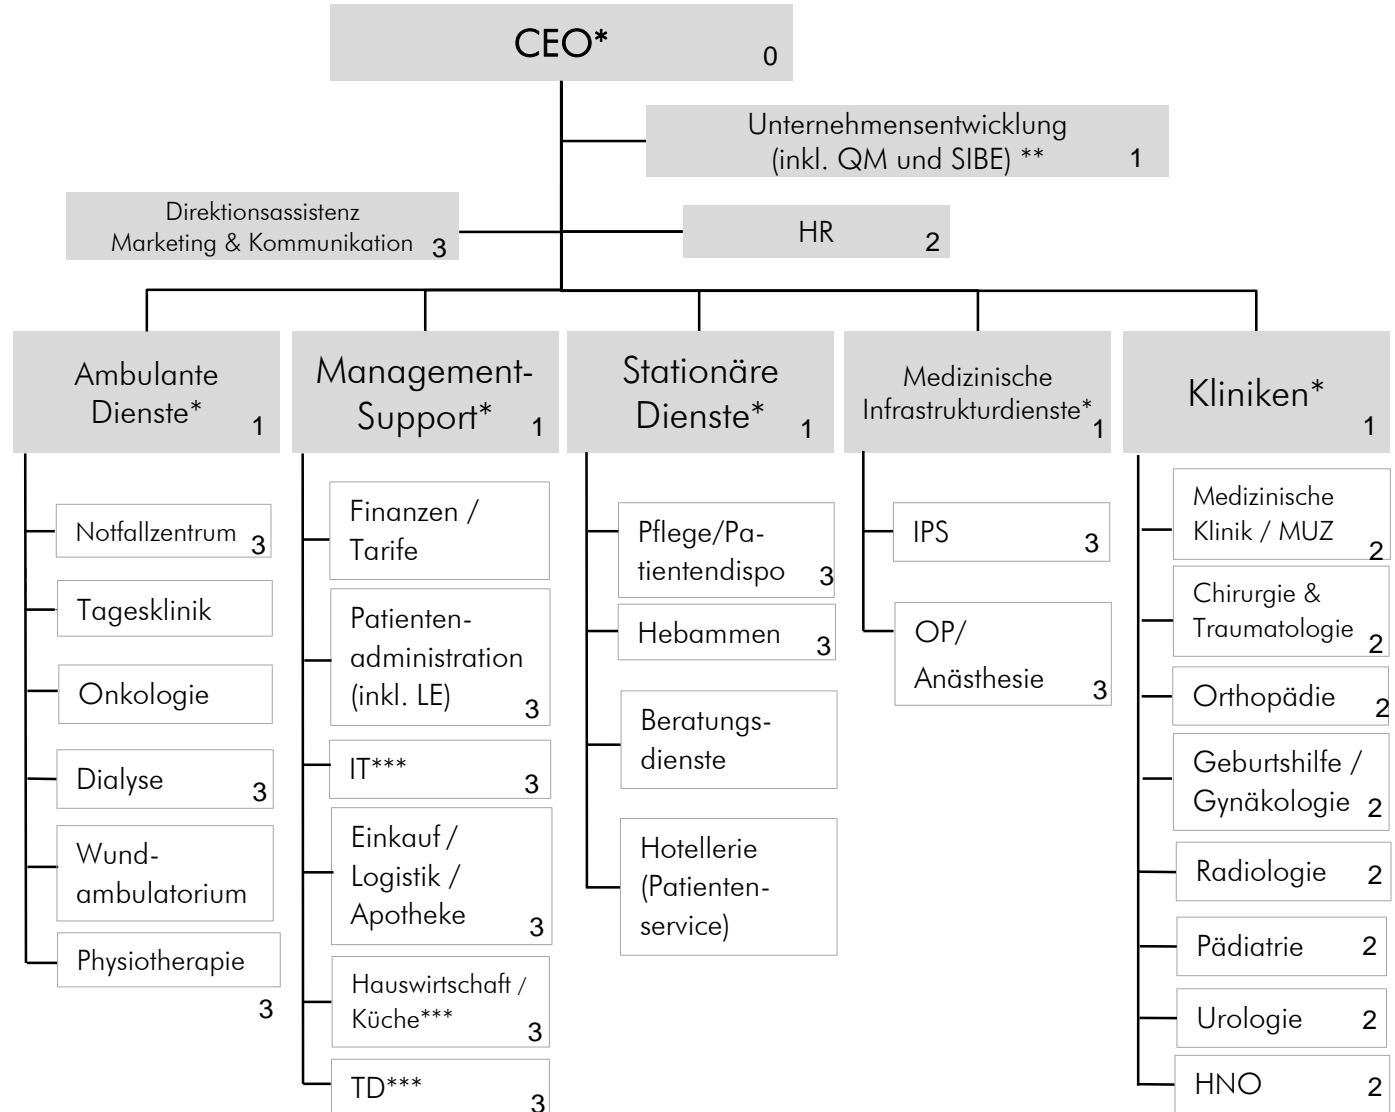 CEO*
0
Unternehmensentwicklung
(inkl. QM und SIBE) **
1
Direktionsassistenz
Marketing & Kommunikation
3
HR
2
Ambulante
Dienste*
1
Notfallzentrum
3
Tagesklinik
Onkologie
Dialyse
3
Wund-
ambulatorium
Physiotherapie
3
Management-
Support*
1
Finanzen /
Tarife
Patienten-
administration
(inkl. LE)
3
IT***
3
Einkauf /
Logistik /
Apotheke
3
Hauswirtschaft /
Küche***
3
TD***
3
Stationäre
Dienste*
1
Pflege/Pa-
tientendispo
3
Hebammen
3
Beratungs-
dienste
Hotellerie
(Patienten-
service)
Medizinische
Infrastrukturdienste*
1
IPS
3
OP/
Anästhesie
3
Kliniken*
1
Medizinische
Klinik / MUZ
2
Chirurgie &
Traumatologie
2
Orthopädie
2
Geburtshilfe /
Gynäkologie
2
Radiologie
2
Pädiatrie
2
Urologie
2
HNO
2